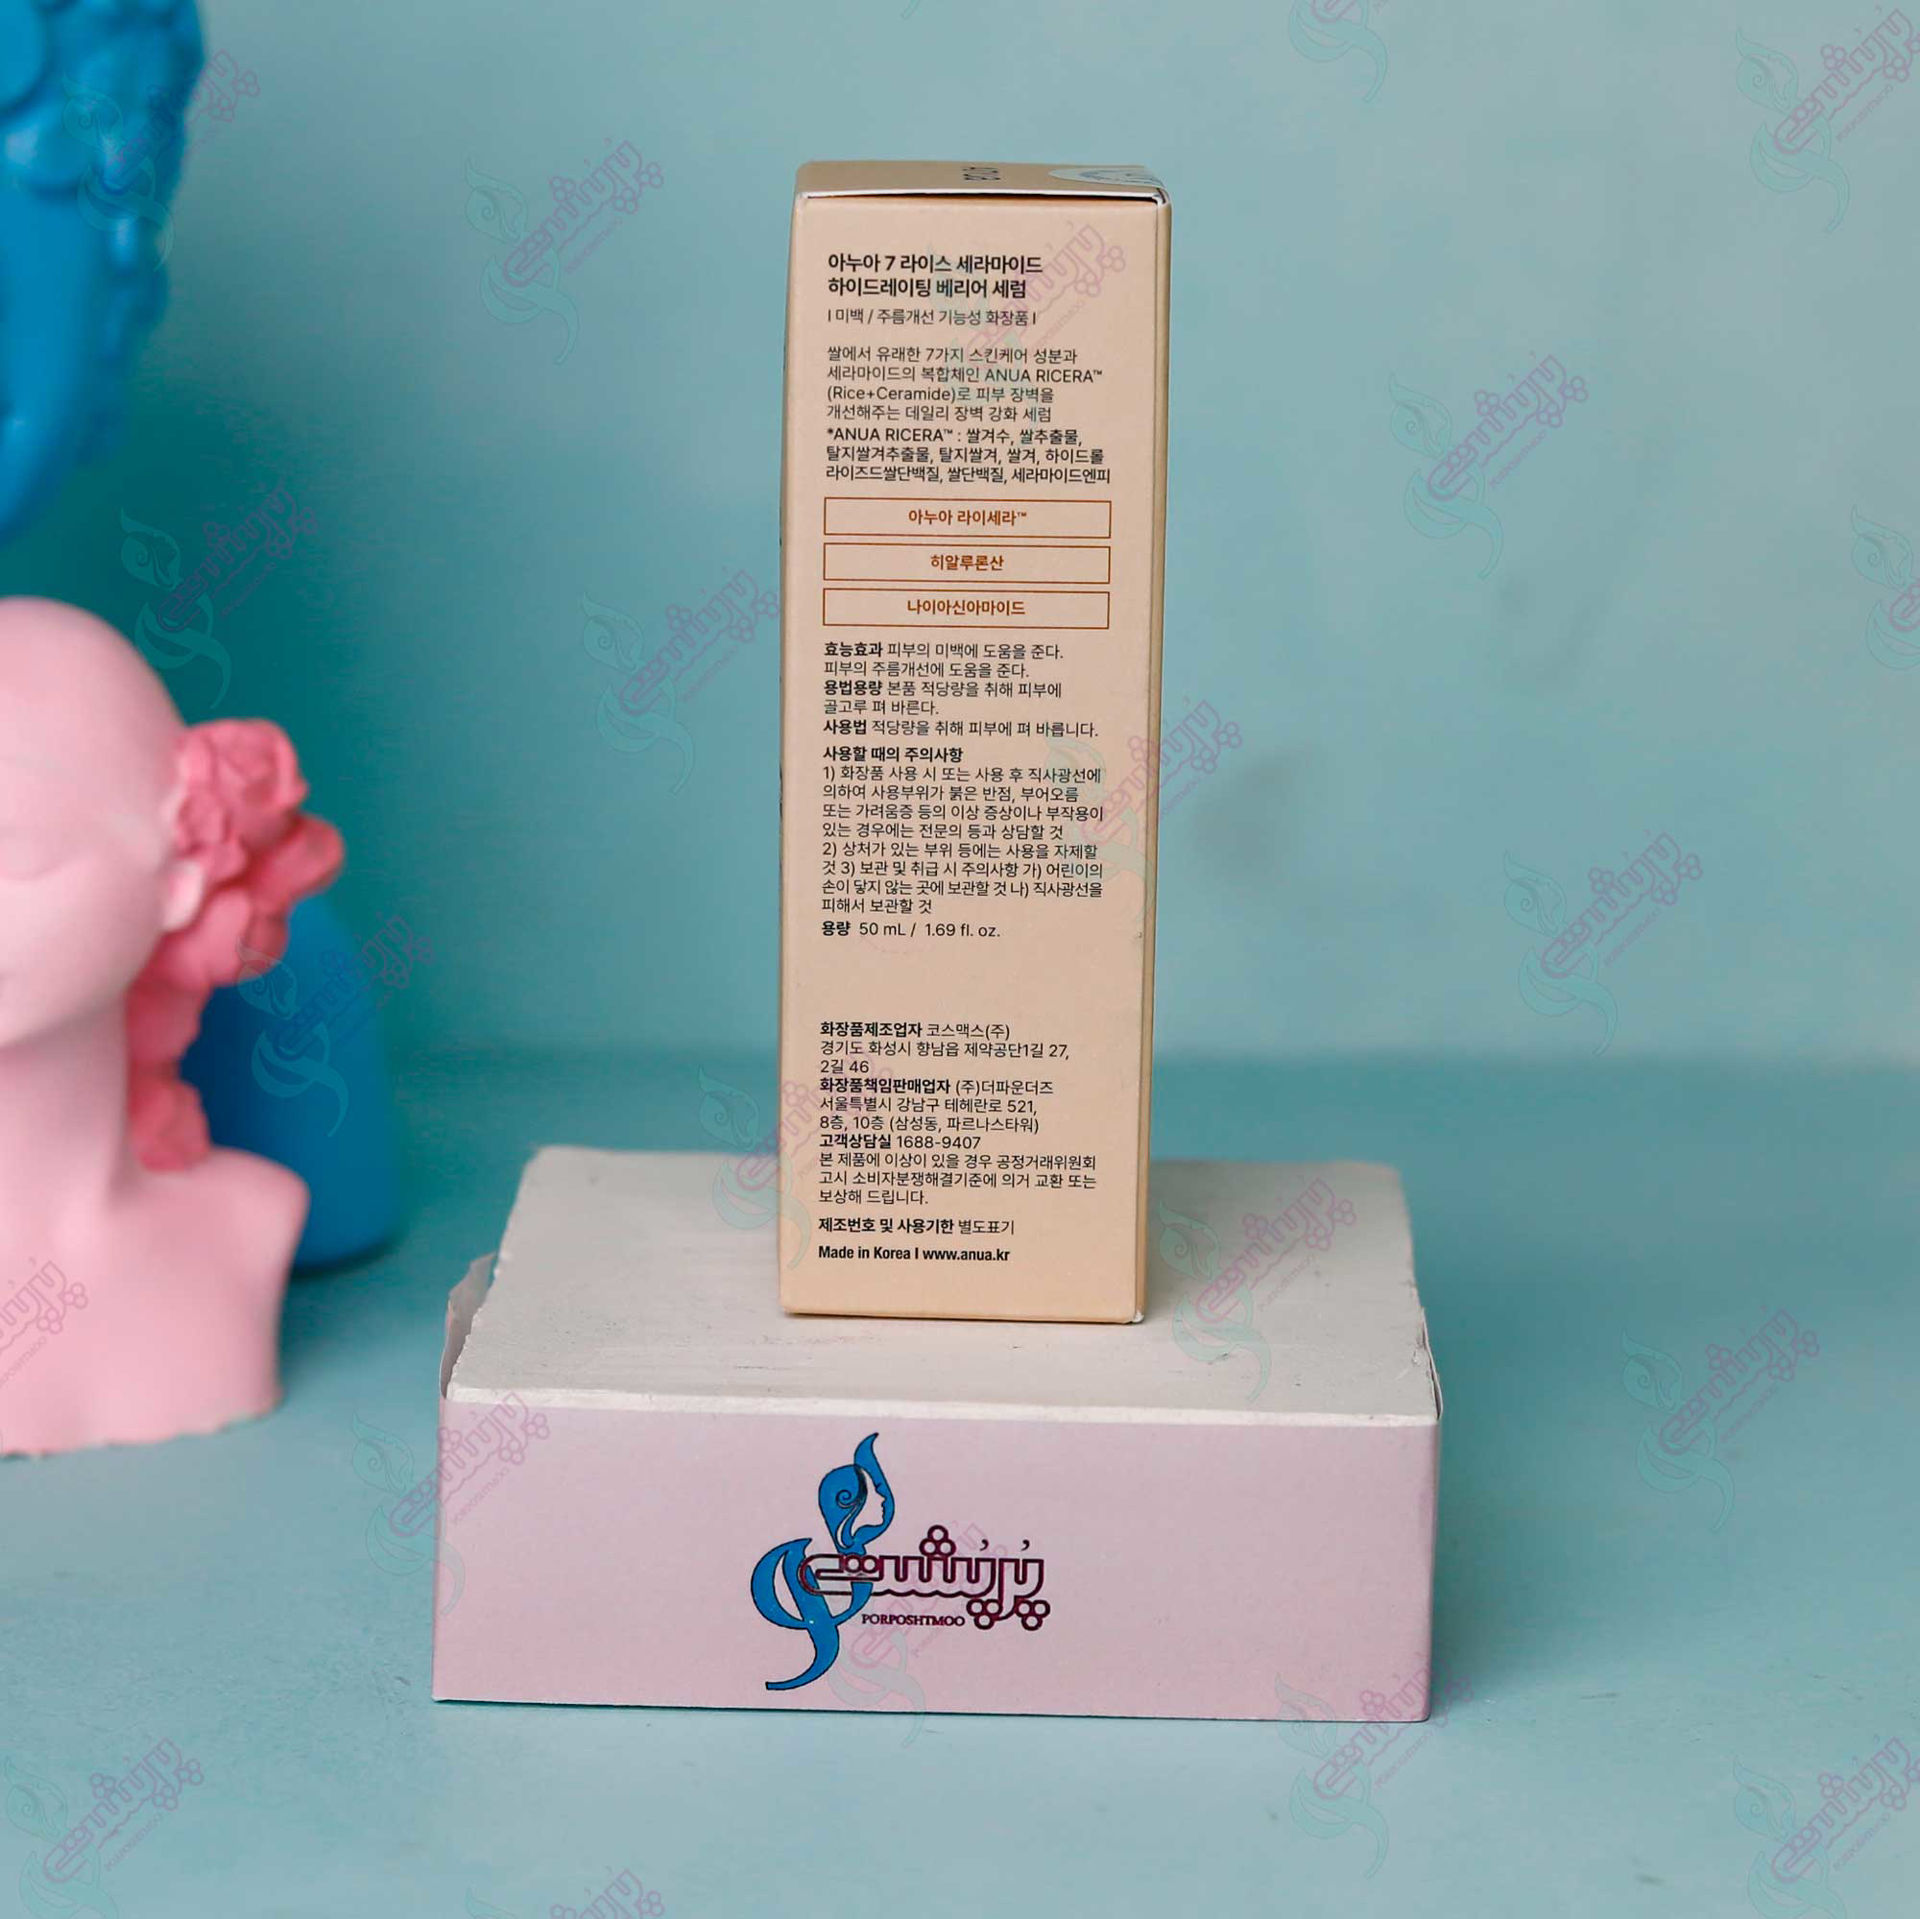 아누아 7 라이스 세라마이드
하이드레이팅 베리어 세럼
I 미백 / 주름개선 기능성 화장품 I
쌀에서 유래한 7가지 스킨케어 성분과
세라마이드의 복합체인 ANUA RICERA™
(Rice+Ceramide)로 피부 장벽을
개선해주는 데일리 장벽 강화 세럼
*ANUA RICERA™ : 쌀겨수, 쌀추출물,
탈지쌀겨추출물, 탈지쌀겨, 쌀겨, 하이드롤
라이즈드쌀단백질, 쌀단백질, 세라마이드엔피
아누아 라이세라™
히알루론산
나이아신아마이드
효능효과 피부의 미백에 도움을 준다.
피부의 주름개선에 도움을 준다.
용법용량 본품 적당량을 취해 피부에
골고루 펴 바른다.
사용법 적당량을 취해 피부에 펴 바릅니다.
사용할 때의 주의사항
1) 화장품 사용 시 또는 사용 후 직사광선에
의하여 사용부위가 붉은 반점, 부어오름
또는 가려움증 등의 이상 증상이나 부작용이
있는 경우에는 전문의 등과 상담할 것
2) 상처가 있는 부위 등에는 사용을 자제할
것 3) 보관 및 취급 시 주의사항 가) 어린이의
손이 닿지 않는 곳에 보관할 것 나) 직사광선을
피해서 보관할 것
용량 50 mL / 1.69 fl. oz.
화장품제조업자 코스맥스(주)
경기도 화성시 향남읍 제약공단1길 27,
2길 46
화장품책임판매업자 (주)더파운더즈
서울특별시 강남구 테헤란로 521,
8층, 10층 (삼성동, 파르나스타워)
고객상담실 1688-9407
본 제품에 이상이 있을 경우 공정거래위원회
고시 소비자분쟁해결기준에 의거 교환 또는
보상해 드립니다.
제조번호 및 사용기한 별도표기
Made in Korea I www.anua.kr
PORPOSHTMOO